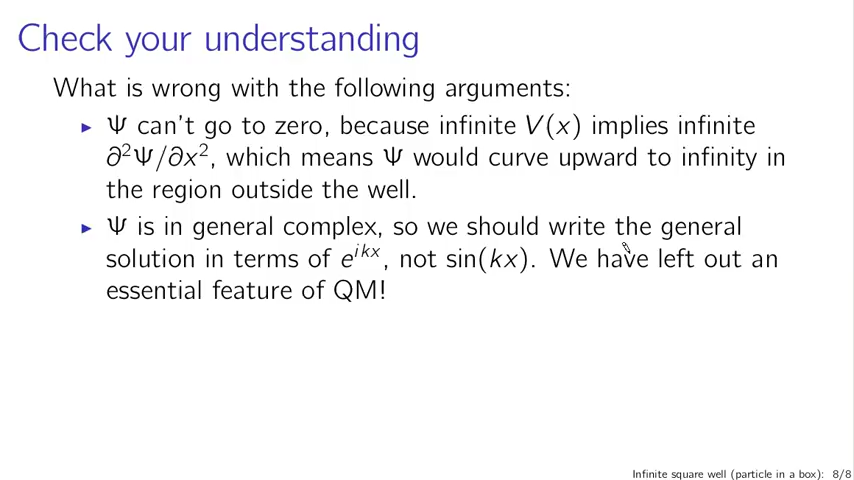 Check your understanding
What is wrong with the following arguments:
▶ Ψ can't go to zero, because infinite V(x) implies infinite
∂²Ψ/∂x², which means Ψ would curve upward to infinity in
the region outside the well.
▶ Ψ is in general complex, so we should write the general
solution in terms of e^{ikx}, not sin(kx). We have left out an
essential feature of QM!
Infinite square well (particle in a box): 8/8